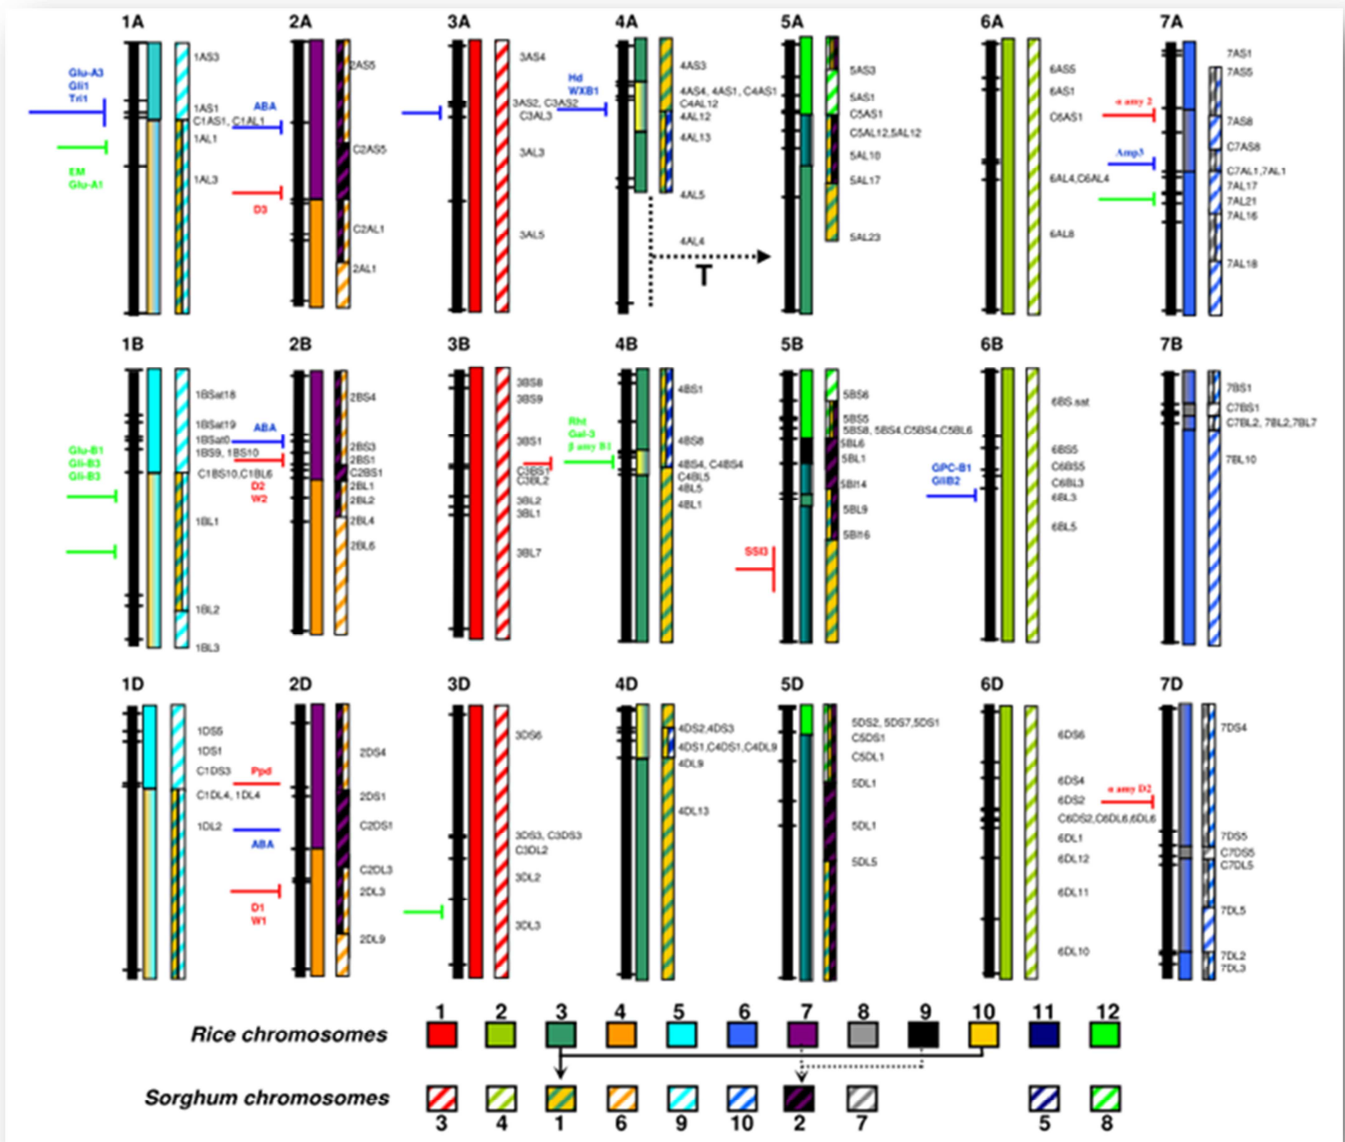 1A 2A 3A 4A 5A 6A 7A
Glu-A3
Gli1
Tri1
EM
Glu-A1
1AS3
1AS1
C1AS1, C1AL1
1AL1
1AL3
ABA
D3
2AS5
C2AS5
C2AL1
2AL1
3AS4
3AS2, C3AS2
C3AL3
3AL3
3AL5
Hd
WXB1
4AS3
4AS4, 4AS1, C4AS1
C4AL12
4AL12
4AL13
4AL5
4AL4
T
5AS3
5AS1
C5AS1
C5AL12,5AL12
5AL10
5AL17
5AL23
6AS5
6AS1
C6AS1
6AL4,C6AL4
6AL8
α amy 2
Amp3
7AS1
7AS5
7AS8
C7AS8
C7AL1,7AL1
7AL17
7AL21
7AL16
7AL18
1B 2B 3B 4B 5B 6B 7B
Glu-B1
Gli-B3
Gli-B3
1BSat18
1BSat19
1BSat0
1BS9, 1BS10
C1BS10,C1BL6
1BL1
1BL2
1BL3
ABA
D2
W2
2BS4
2BS3
2BS1
C2BS1
2BL1
2BL2
2BL4
2BL6
3BS8
3BS9
3BS1
C3BS1
C3BL2
3BL2
3BL1
3BL7
Rht
Gal-3
β amy B1
4BS1
4BS8
4BS4, C4BS4
C4BL5
4BL5
4BL1
SSI3
5BS6
5BS5
5BS8, 5BS4,C5BS4,C5BL6
5BL6
5BL1
5Bl14
5BL9
5Bl16
GPC-B1
GliB2
6BS.sat
6BS5
C6BS5
C6BL3
6BL3
6BL5
7BS1
C7BS1
C7BL2, 7BL2,7BL7
7BL10
1D 2D 3D 4D 5D 6D 7D
1DS5
1DS1
C1DS3
C1DL4, 1DL4
1DL2
Ppd
ABA
D1
W1
2DS4
2DS1
C2DS1
C2DL3
2DL3
2DL9
3DS6
3DS3, C3DS3
C3DL2
3DL2
3DL3
4DS2,4DS3
4DS1,C4DS1,C4DL9
4DL9
4DL13
5DS2, 5DS7,5DS1
C5DS1
C5DL1
5DL1
5DL1
5DL5
6DS6
6DS4
6DS2
C6DS2,C6DL6,6DL6
6DL1
6DL12
6DL11
6DL10
α amy D2
7DS4
7DS5
C7DS5
C7DL5
7DL5
7DL2
7DL3
1 2 3 4 5 6 7 8 9 10 11 12
Rice chromosomes
Sorghum chromosomes
3 4 1 6 9 10 2 7 5 8